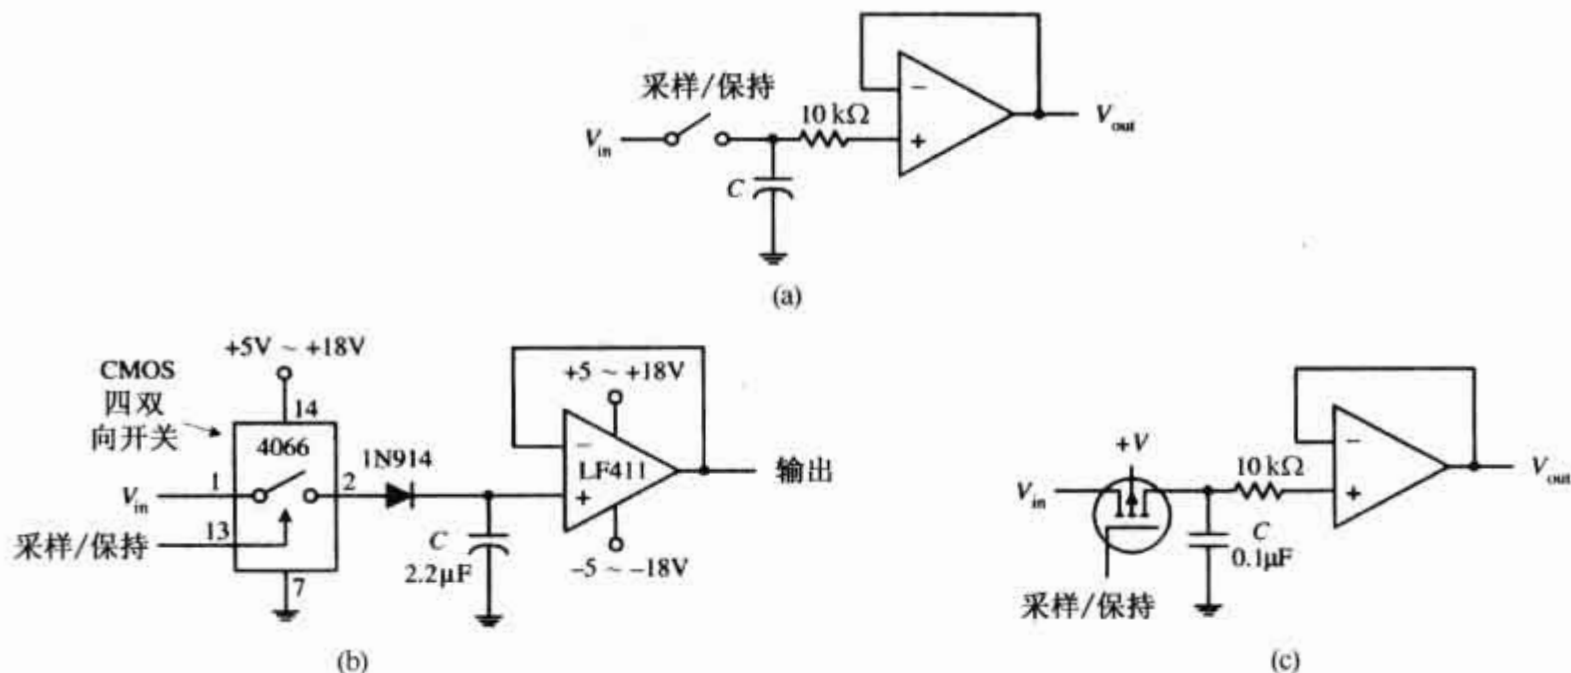 采样/保持
V_in
10 kΩ
−
+
V_out
C
(a)
+5V ~ +18V
CMOS
四双
向开关
14
4066
1N914
1
2
V_in
采样/保持
13
7
+5 ~ +18V
−
LF411
+
输出
C
2.2μF
−5 ~ −18V
(b)
+V
10 kΩ
−
+
V_in
V_out
C
0.1μF
采样/保持
(c)